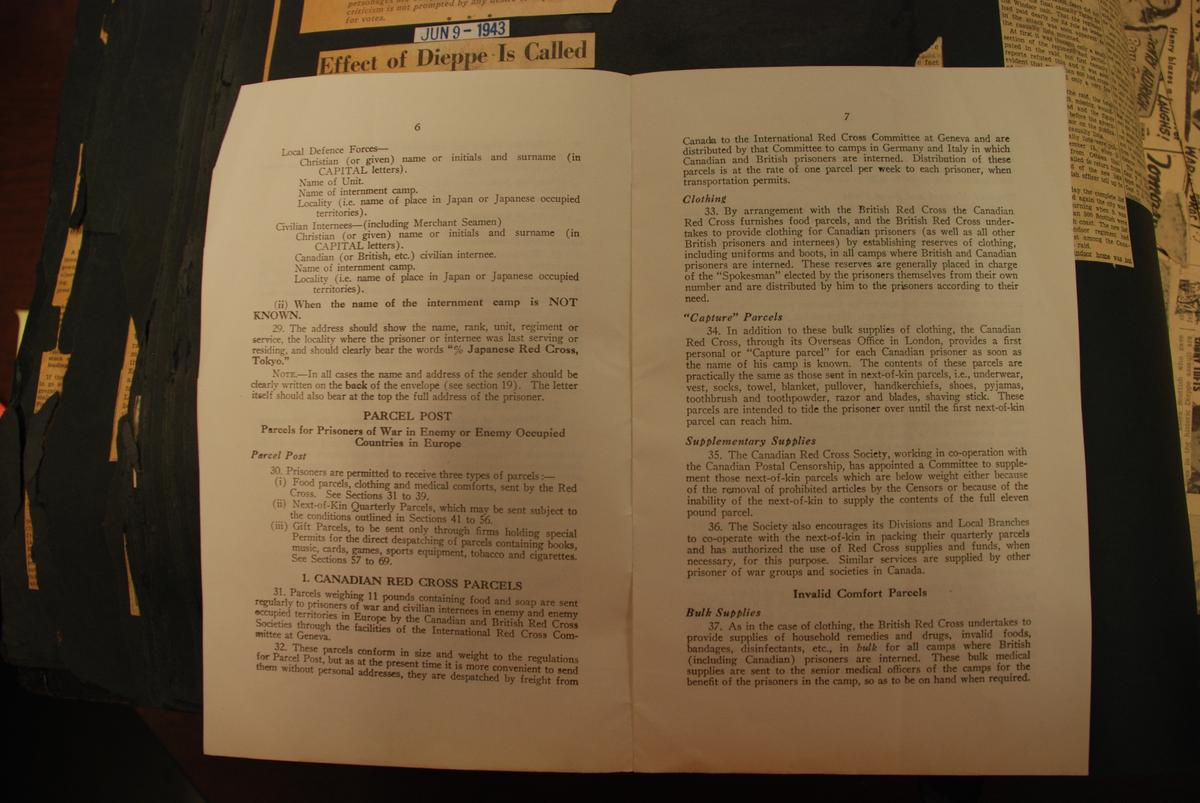 criticism is not prompted by any
for votes.
JUN 9 - 1943
Effect of Dieppe Is Called
6
Local Defence Forces—
Christian (or given) name or initials and surname (in
CAPITAL letters).
Name of Unit.
Name of internment camp.
Locality (i.e. name of place in Japan or Japanese occupied
territories).
Civilian Internees—(including Merchant Seamen)
Christian (or given) name or initials and surname (in
CAPITAL letters).
Canadian (or British, etc.) civilian internee.
Name of internment camp.
Locality (i.e. name of place in Japan or Japanese occupied
territories).
(ii) When the name of the internment camp is NOT
KNOWN.
29. The address should show the name, rank, unit, regiment or
service, the locality where the prisoner or internee was last serving or
residing, and should clearly bear the words "% Japanese Red Cross,
Tokyo."
NOTE.—In all cases the name and address of the sender should be
clearly written on the back of the envelope (see section 19). The letter
itself should also bear at the top the full address of the prisoner.
PARCEL POST
Parcels for Prisoners of War in Enemy or Enemy Occupied
Countries in Europe
Parcel Post
30. Prisoners are permitted to receive three types of parcels:—
(i) Food parcels, clothing and medical comforts, sent by the Red
Cross. See Sections 31 to 39.
(ii) Next-of-Kin Quarterly Parcels, which may be sent subject to
the conditions outlined in Sections 41 to 56.
(iii) Gift Parcels, to be sent only through firms holding special
Permits for the direct despatching of parcels containing books,
music, cards, games, sports equipment, tobacco and cigarettes.
See Sections 57 to 69.
1. CANADIAN RED CROSS PARCELS
31. Parcels weighing 11 pounds containing food and soap are sent
regularly to prisoners of war and civilian internees in enemy and enemy
occupied territories in Europe by the Canadian and British Red Cross
Societies through the facilities of the International Red Cross Com-
mittee at Geneva.
32. These parcels conform in size and weight to the regulations
for Parcel Post, but as at the present time it is more convenient to send
them without personal addresses, they are despatched by freight from
7
Canada to the International Red Cross Committee at Geneva and are
distributed by that Committee to camps in Germany and Italy in which
Canadian and British prisoners are interned. Distribution of these
parcels is at the rate of one parcel per week to each prisoner, when
transportation permits.
Clothing
33. By arrangement with the British Red Cross the Canadian
Red Cross furnishes food parcels, and the British Red Cross under-
takes to provide clothing for Canadian prisoners (as well as all other
British prisoners and internees) by establishing reserves of clothing,
including uniforms and boots, in all camps where British and Canadian
prisoners are interned. These reserves are generally placed in charge
of the "Spokesman" elected by the prisoners themselves from their own
number and are distributed by him to the prisoners according to their
need.
"Capture" Parcels
34. In addition to these bulk supplies of clothing, the Canadian
Red Cross, through its Overseas Office in London, provides a first
personal or "Capture parcel" for each Canadian prisoner as soon as
the name of his camp is known. The contents of these parcels are
practically the same as those sent in next-of-kin parcels, i.e., underwear,
vest, socks, towel, blanket, pullover, handkerchiefs, shoes, pyjamas,
toothbrush and toothpowder, razor and blades, shaving stick. These
parcels are intended to tide the prisoner over until the first next-of-kin
parcel can reach him.
Supplementary Supplies
35. The Canadian Red Cross Society, working in co-operation with
the Canadian Postal Censorship, has appointed a Committee to supple-
ment those next-of-kin parcels which are below weight either because
of the removal of prohibited articles by the Censors or because of the
inability of the next-of-kin to supply the contents of the full eleven
pound parcel.
36. The Society also encourages its Divisions and Local Branches
to co-operate with the next-of-kin in packing their quarterly parcels
and has authorized the use of Red Cross supplies and funds, when
necessary, for this purpose. Similar services are supplied by other
prisoner of war groups and societies in Canada.
Invalid Comfort Parcels
Bulk Supplies
37. As in the case of clothing, the British Red Cross undertakes to
provide supplies of household remedies and drugs, invalid foods,
bandages, disinfectants, etc., in bulk for all camps where British
(including Canadian) prisoners are interned. These bulk medical
supplies are sent to the senior medical officers of the camps for the
benefit of the prisoners in the camp, so as to be on hand when required.